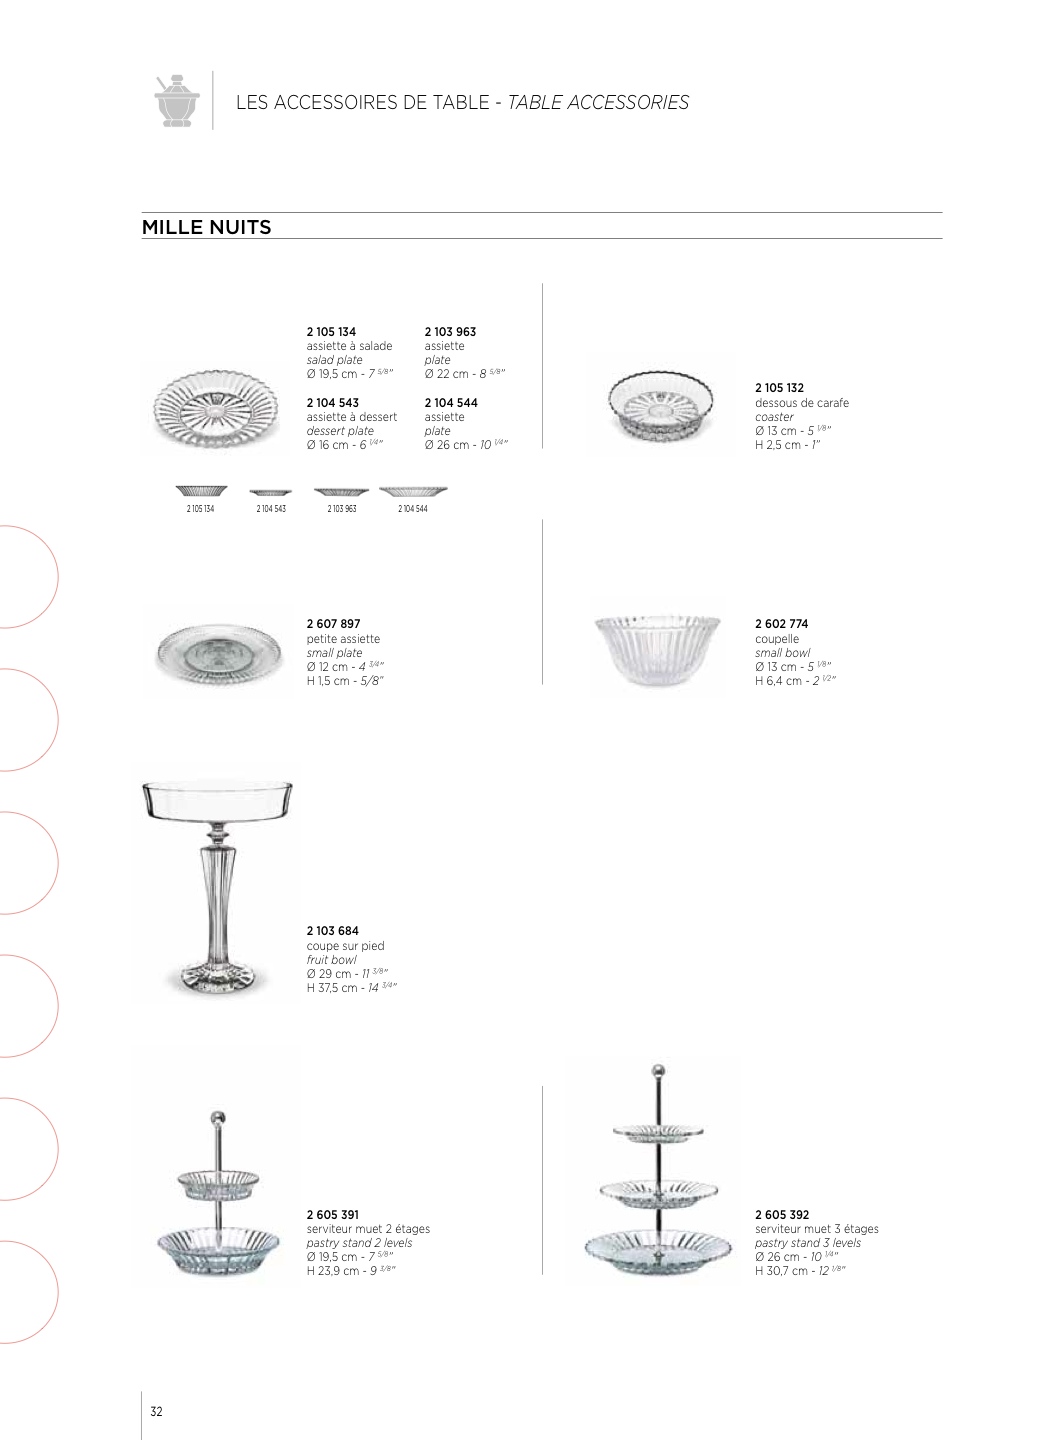 LES ACCESSOIRES DE TABLE - TABLE ACCESSORIES
MILLE NUITS
2 105 134
assiette à salade
salad plate
Ø 19,5 cm - 7 5/8"
2 104 543
assiette à dessert
dessert plate
Ø 16 cm - 6 1/4"
2 103 963
assiette
plate
Ø 22 cm - 8 5/8"
2 104 544
assiette
plate
Ø 26 cm - 10 1/4"
2 105 134
2 104 543
2 103 963
2 104 544
2 105 132
dessous de carafe
coaster
Ø 13 cm - 5 1/8"
H 2,5 cm - 1"
2 607 897
petite assiette
small plate
Ø 12 cm - 4 3/4"
H 1,5 cm - 5/8"
2 602 774
coupelle
small bowl
Ø 13 cm - 5 1/8"
H 6,4 cm - 2 1/2"
2 103 684
coupe sur pied
fruit bowl
Ø 29 cm - 11 3/8"
H 37,5 cm - 14 3/4"
2 605 391
serviteur muet 2 étages
pastry stand 2 levels
Ø 19,5 cm - 7 5/8"
H 23,9 cm - 9 3/8"
2 605 392
serviteur muet 3 étages
pastry stand 3 levels
Ø 26 cm - 10 1/4"
H 30,7 cm - 12 1/8"
32